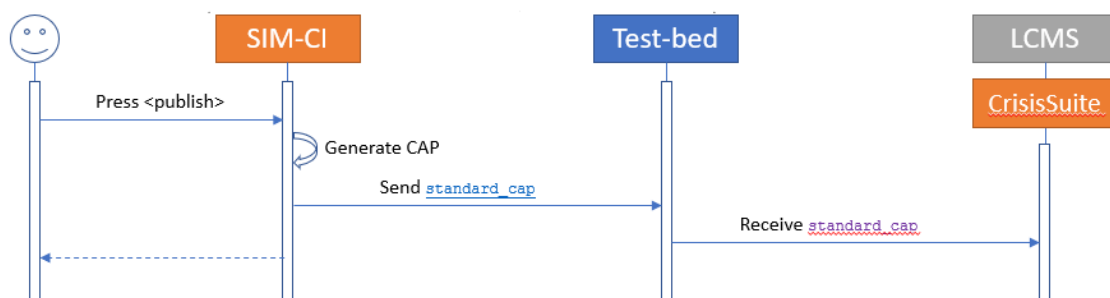 SIM-CI
Test-bed
LCMS
CrisisSuite
Press <publish>
Generate CAP
Send standard_cap
Receive standard_cap